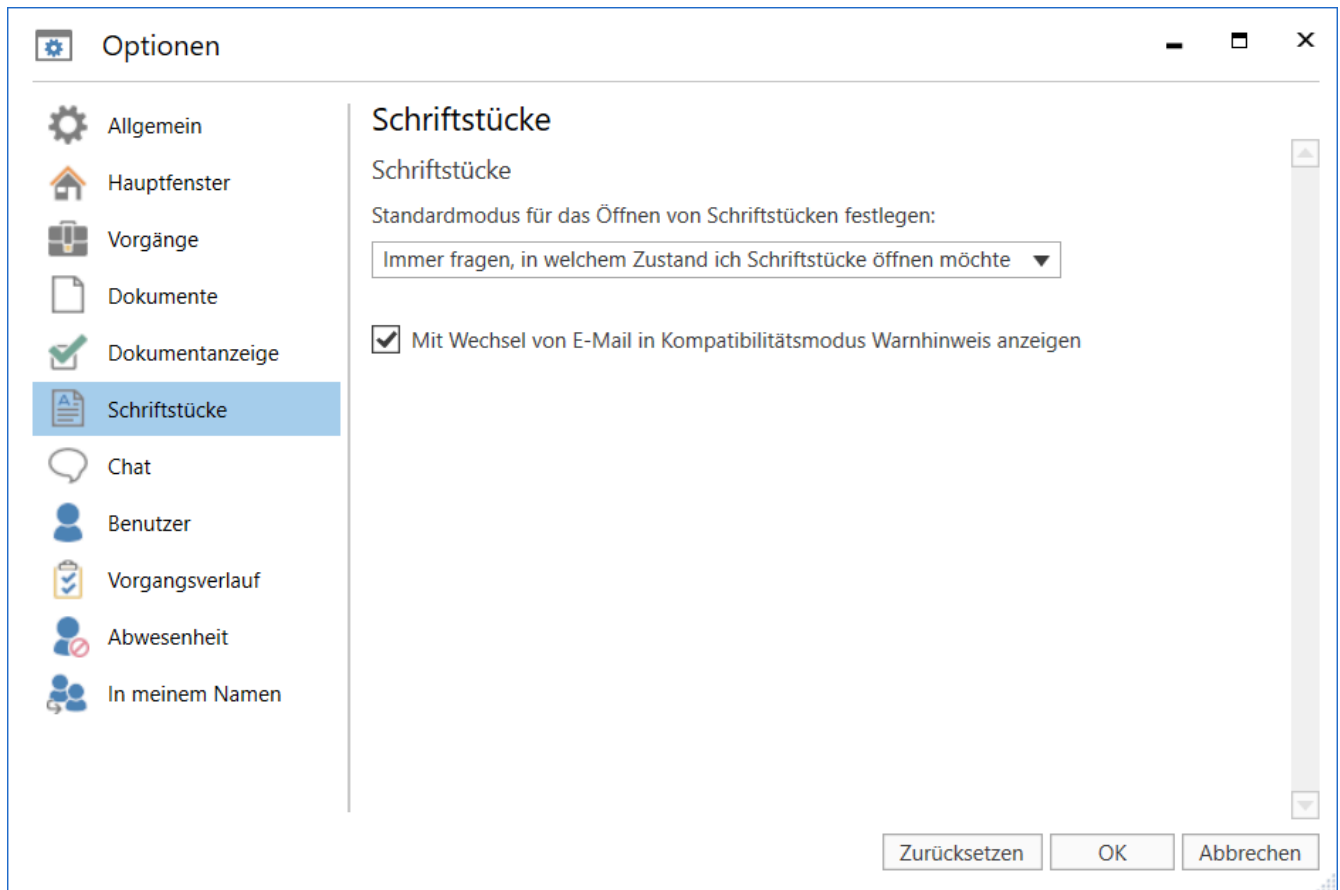 Optionen
Allgemein
Hauptfenster
Vorgänge
Dokumente
Dokumentanzeige
Schriftstücke
Chat
Benutzer
Vorgangsverlauf
Abwesenheit
In meinem Namen
Schriftstücke
Schriftstücke
Standardmodus für das Öffnen von Schriftstücken festlegen:
Immer fragen, in welchem Zustand ich Schriftstücke öffnen möchte
Mit Wechsel von E-Mail in Kompatibilitätsmodus Warnhinweis anzeigen
Zurücksetzen
OK
Abbrechen